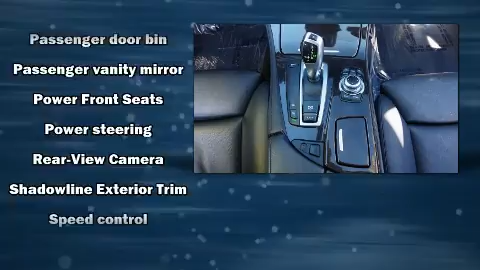 Passenger door bin
Passenger vanity mirror
Power Front Seats
Power steering
Rear-View Camera
Shadowline Exterior Trim
Speed control